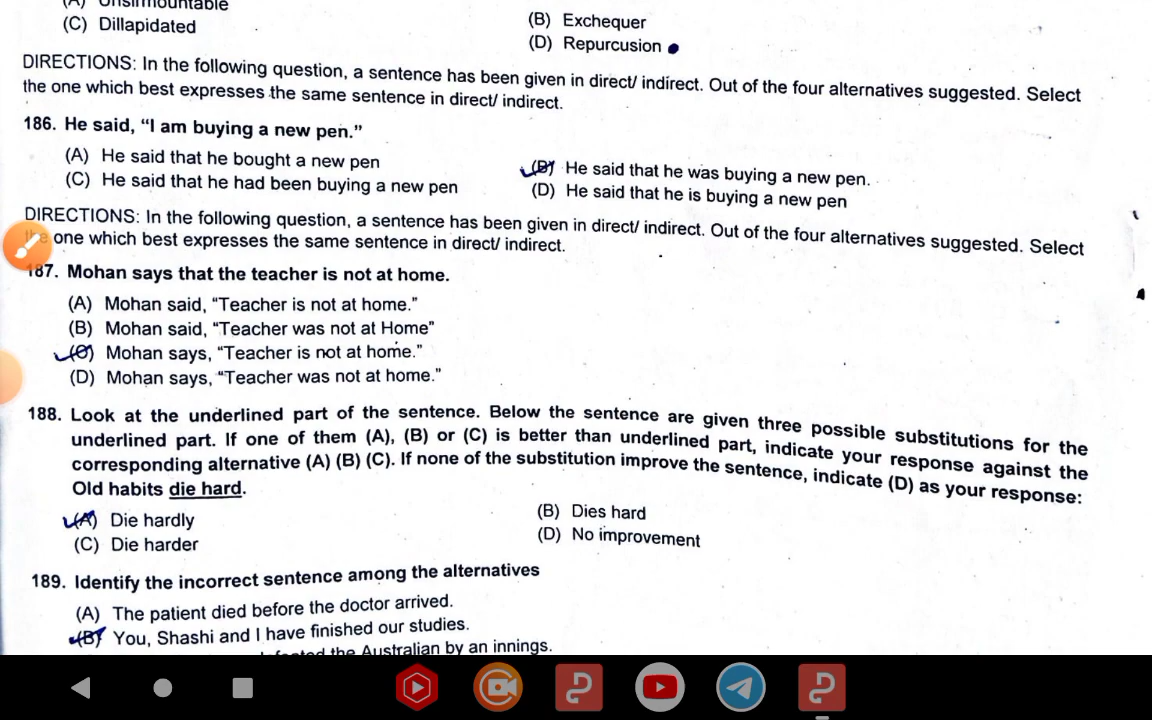 (A) Unsirmountable
(B) Exchequer
(C) Dillapidated
(D) Repurcusion
DIRECTIONS: In the following question, a sentence has been given in direct/ indirect. Out of the four alternatives suggested. Select
the one which best expresses the same sentence in direct/ indirect.
186. He said, “I am buying a new pen.”
(A) He said that he bought a new pen
(B) He said that he was buying a new pen.
(C) He said that he had been buying a new pen
(D) He said that he is buying a new pen
DIRECTIONS: In the following question, a sentence has been given in direct/ indirect. Out of the four alternatives suggested. Select
the one which best expresses the same sentence in direct/ indirect.
187. Mohan says that the teacher is not at home.
(A) Mohan said, “Teacher is not at home.”
(B) Mohan said, “Teacher was not at Home”
(C) Mohan says, “Teacher is not at home.”
(D) Mohan says, “Teacher was not at home.”
188. Look at the underlined part of the sentence. Below the sentence are given three possible substitutions for the
underlined part. If one of them (A), (B) or (C) is better than underlined part, indicate your response against the
corresponding alternative (A) (B) (C). If none of the substitution improve the sentence, indicate (D) as your response:
Old habits die hard.
(A) Die hardly
(B) Dies hard
(C) Die harder
(D) No improvement
189. Identify the incorrect sentence among the alternatives
(A) The patient died before the doctor arrived.
(B) You, Shashi and I have finished our studies.
the Australian by an innings.